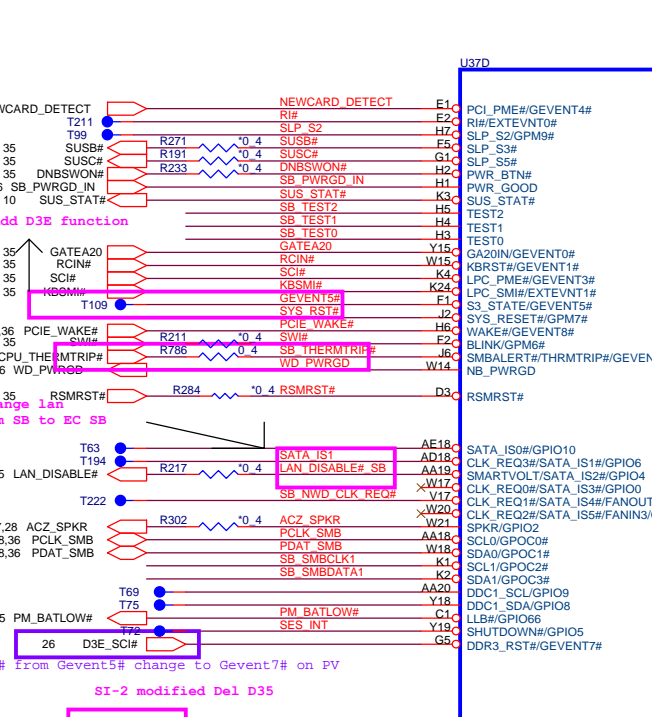 U37D
NEWCARD_DETECT E1 PCI_PME#/GEVENT4#
T211 RI# E2 RI#/EXTEVNT0#
T99 SLP_S2 H7 SLP_S2/GPM9#
35 SUSB# R271 *0_4 SUSB# F5 SLP_S3#
35 SUSC# R191 *0_4 SUSC# G1 SLP_S5#
35 DNBSWON# R233 *0_4 DNBSWON# H2 PWR_BTN#
SB_PWRGD_IN SB_PWRGD_IN H1 PWR_GOOD
10 SUS_STAT# SUS_STAT# K3 SUS_STAT#
SB_TEST2 H5 TEST2
dd D3E function
SB_TEST1 H4 TEST1
SB_TEST0 H3 TEST0
35 GATEA20 GATEA20 Y15 GA20IN/GEVENT0#
35 RCIN# RCIN# W15 KBRST#/GEVENT1#
35 SCI# SCI# K4 LPC_PME#/GEVENT3#
35 KBSMI# KBSMI# K24 LPC_SMI#/EXTEVNT1#
T109 GEVENT5# F1 S3_STATE/GEVENT5#
SYS_RST# J2 SYS_RESET#/GPM7#
,36 PCIE_WAKE# PCIE_WAKE# H6 WAKE#/GEVENT8#
SWI# R211 *0_4 SWI# F2 BLINK/GPM6#
CPU_THERMTRIP# R786 0_4 SB_THERMTRIP# J6 SMBALERT#/THRMTRIP#/GEVEN
WD_PWRGD WD_PWRGD W14 NB_PWRGD
35 RSMRST# R284 *0_4 RSMRST# D3 RSMRST#
nge lan
SB to EC SB
T63 AE18 SATA_IS0#/GPIO10
T194 SATA_IS1 AD18 CLK_REQ3#/SATA_IS1#/GPIO6
5 LAN_DISABLE# R217 *0_4 LAN_DISABLE#_SB AA19 SMARTVOLT/SATA_IS2#/GPIO4
W17 CLK_REQ0#/SATA_IS3#/GPIO0
T222 SB_NWD_CLK_REQ# V17 CLK_REQ1#/SATA_IS4#/FANOUT
W20 CLK_REQ2#/SATA_IS5#/FANIN3/
7,28 ACZ_SPKR R302 *0_4 ACZ_SPKR W21 SPKR/GPIO2
8,36 PCLK_SMB PCLK_SMB AA18 SCL0/GPOC0#
8,36 PDAT_SMB PDAT_SMB W18 SDA0/GPOC1#
SB_SMBCLK1 K1 SCL1/GPOC2#
SB_SMBDATA1 K2 SDA1/GPOC3#
T69 AA20 DDC1_SCL/GPIO9
T75 Y18 DDC1_SDA/GPIO8
5 PM_BATLOW# PM_BATLOW# C1 LLB#/GPIO66
T72 SES_INT Y19 SHUTDOWN#/GPIO5
26 D3E_SCI# G5 DDR3_RST#/GEVENT7#
# from Gevent5# change to Gevent7# on PV
SI-2 modified Del D35